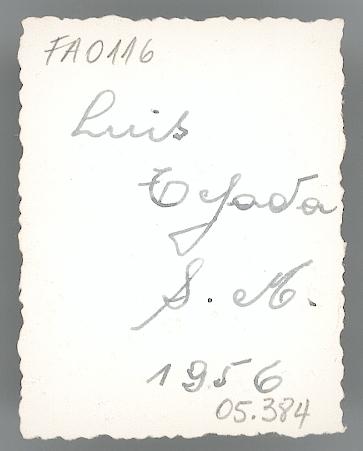 FA0116
Luis
Tejada
S. M.
1956
05.384